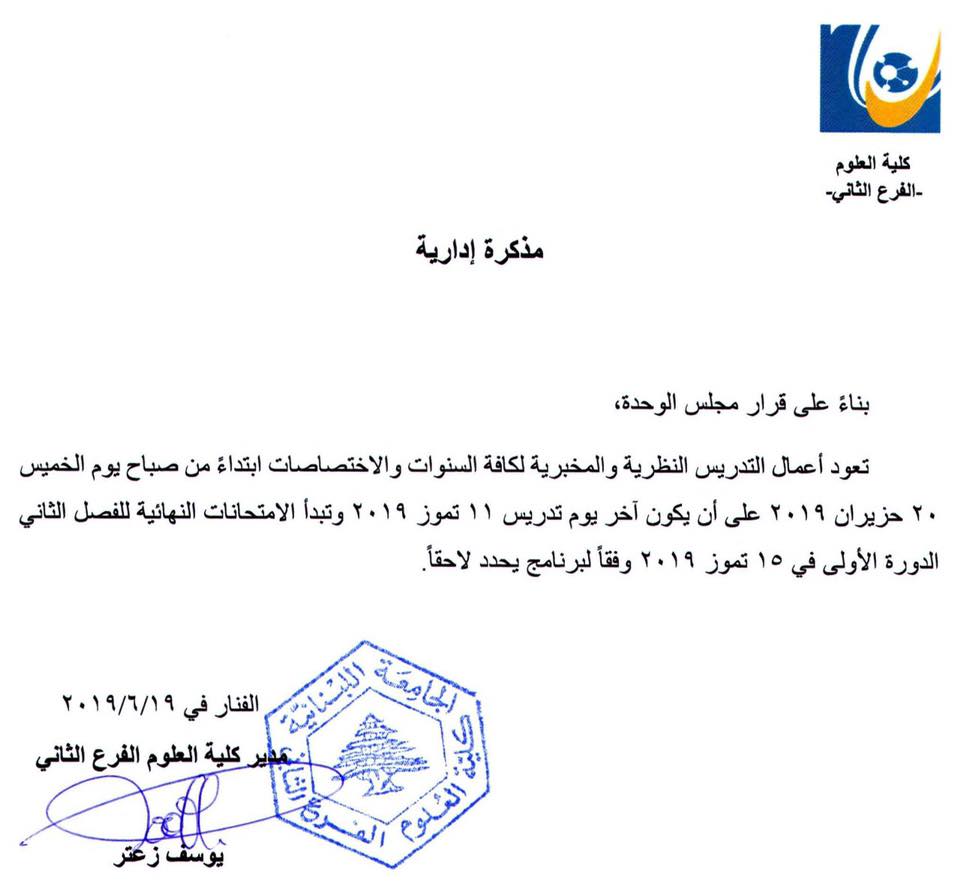 كلية العلوم
-الفرع الثاني-
مذكرة إدارية
بناءً على قرار مجلس الوحدة،
تعود أعمال التدريس النظرية والمخبرية لكافة السنوات والاختصاصات ابتداءً من صباح يوم الخميس
٢٠ حزيران ٢٠١٩ على أن يكون آخر يوم تدريس ١١ تموز ٢٠١٩ وتبدأ الامتحانات النهائية للفصل الثاني
الدورة الأولى في ١٥ تموز ٢٠١٩ وفقاً لبرنامج يحدد لاحقاً.
الفنار في ٢٠١٩/٦/١٩
مدير كلية العلوم الفرع الثاني
يوسف زعتر
الجامعة اللبنانية
كلية العلوم الفرع الثاني